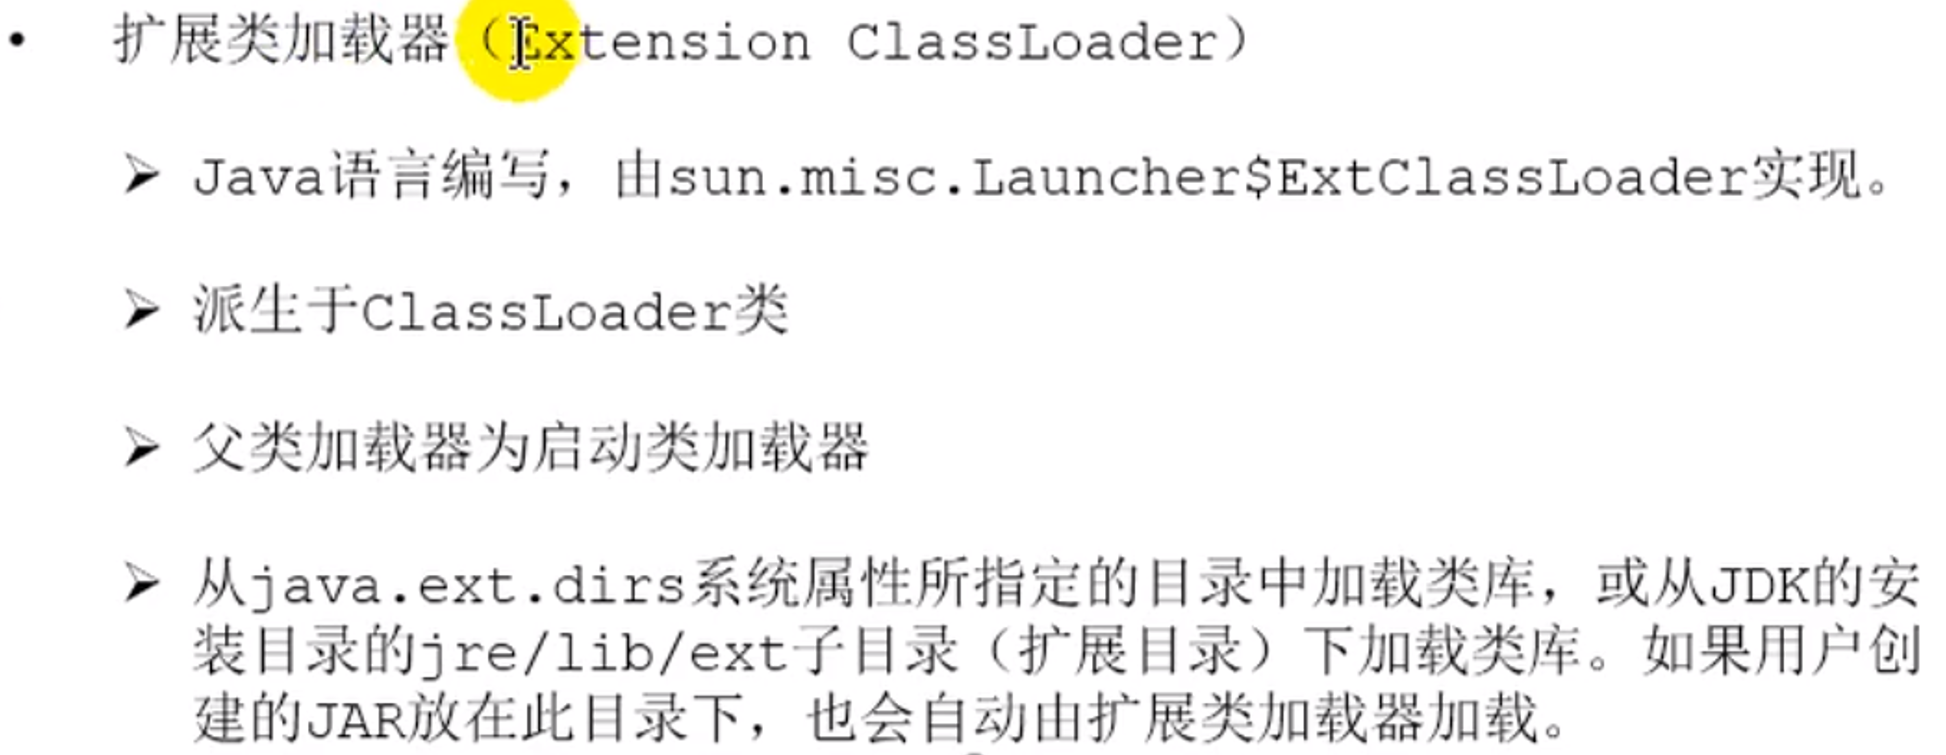 • 扩展类加载器（Extension ClassLoader）
➢ Java语言编写，由sun.misc.Launcher$ExtClassLoader实现。
➢ 派生于ClassLoader类
➢ 父类加载器为启动类加载器
➢ 从java.ext.dirs系统属性所指定的目录中加载类库，或从JDK的安
装目录的jre/lib/ext子目录（扩展目录）下加载类库。如果用户创
建的JAR放在此目录下，也会自动由扩展类加载器加载。